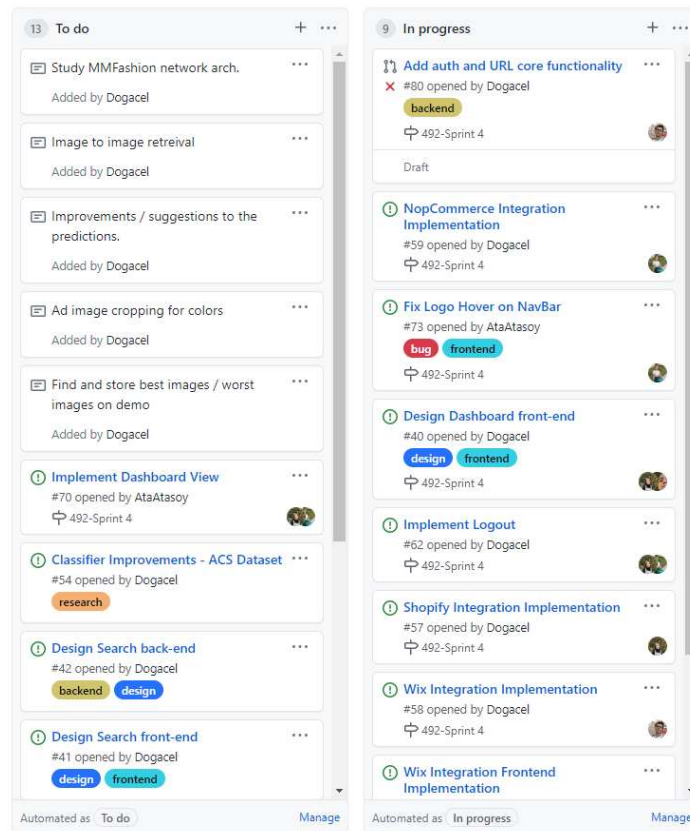 13 To do
Study MMFashion network arch.
Added by Dogacel
Image to image retreival
Added by Dogacel
Improvements / suggestions to the
predictions.
Added by Dogacel
Ad image cropping for colors
Added by Dogacel
Find and store best images / worst
images on demo
Added by Dogacel
Implement Dashboard View
#70 opened by AtaAtasoy
492-Sprint 4
Classifier Improvements - ACS Dataset
#54 opened by Dogacel
research
Design Search back-end
#42 opened by Dogacel
backend design
Design Search front-end
#41 opened by Dogacel
design frontend
Automated as To do Manage
9 In progress
Add auth and URL core functionality
#80 opened by Dogacel
backend
492-Sprint 4
Draft
NopCommerce Integration
Implementation
#59 opened by Dogacel
492-Sprint 4
Fix Logo Hover on NavBar
#73 opened by AtaAtasoy
bug frontend
492-Sprint 4
Design Dashboard front-end
#40 opened by Dogacel
design frontend
492-Sprint 4
Implement Logout
#62 opened by Dogacel
492-Sprint 4
Shopify Integration Implementation
#57 opened by Dogacel
492-Sprint 4
Wix Integration Implementation
#58 opened by Dogacel
492-Sprint 4
Wix Integration Frontend
Implementation
Automated as In progress Manage